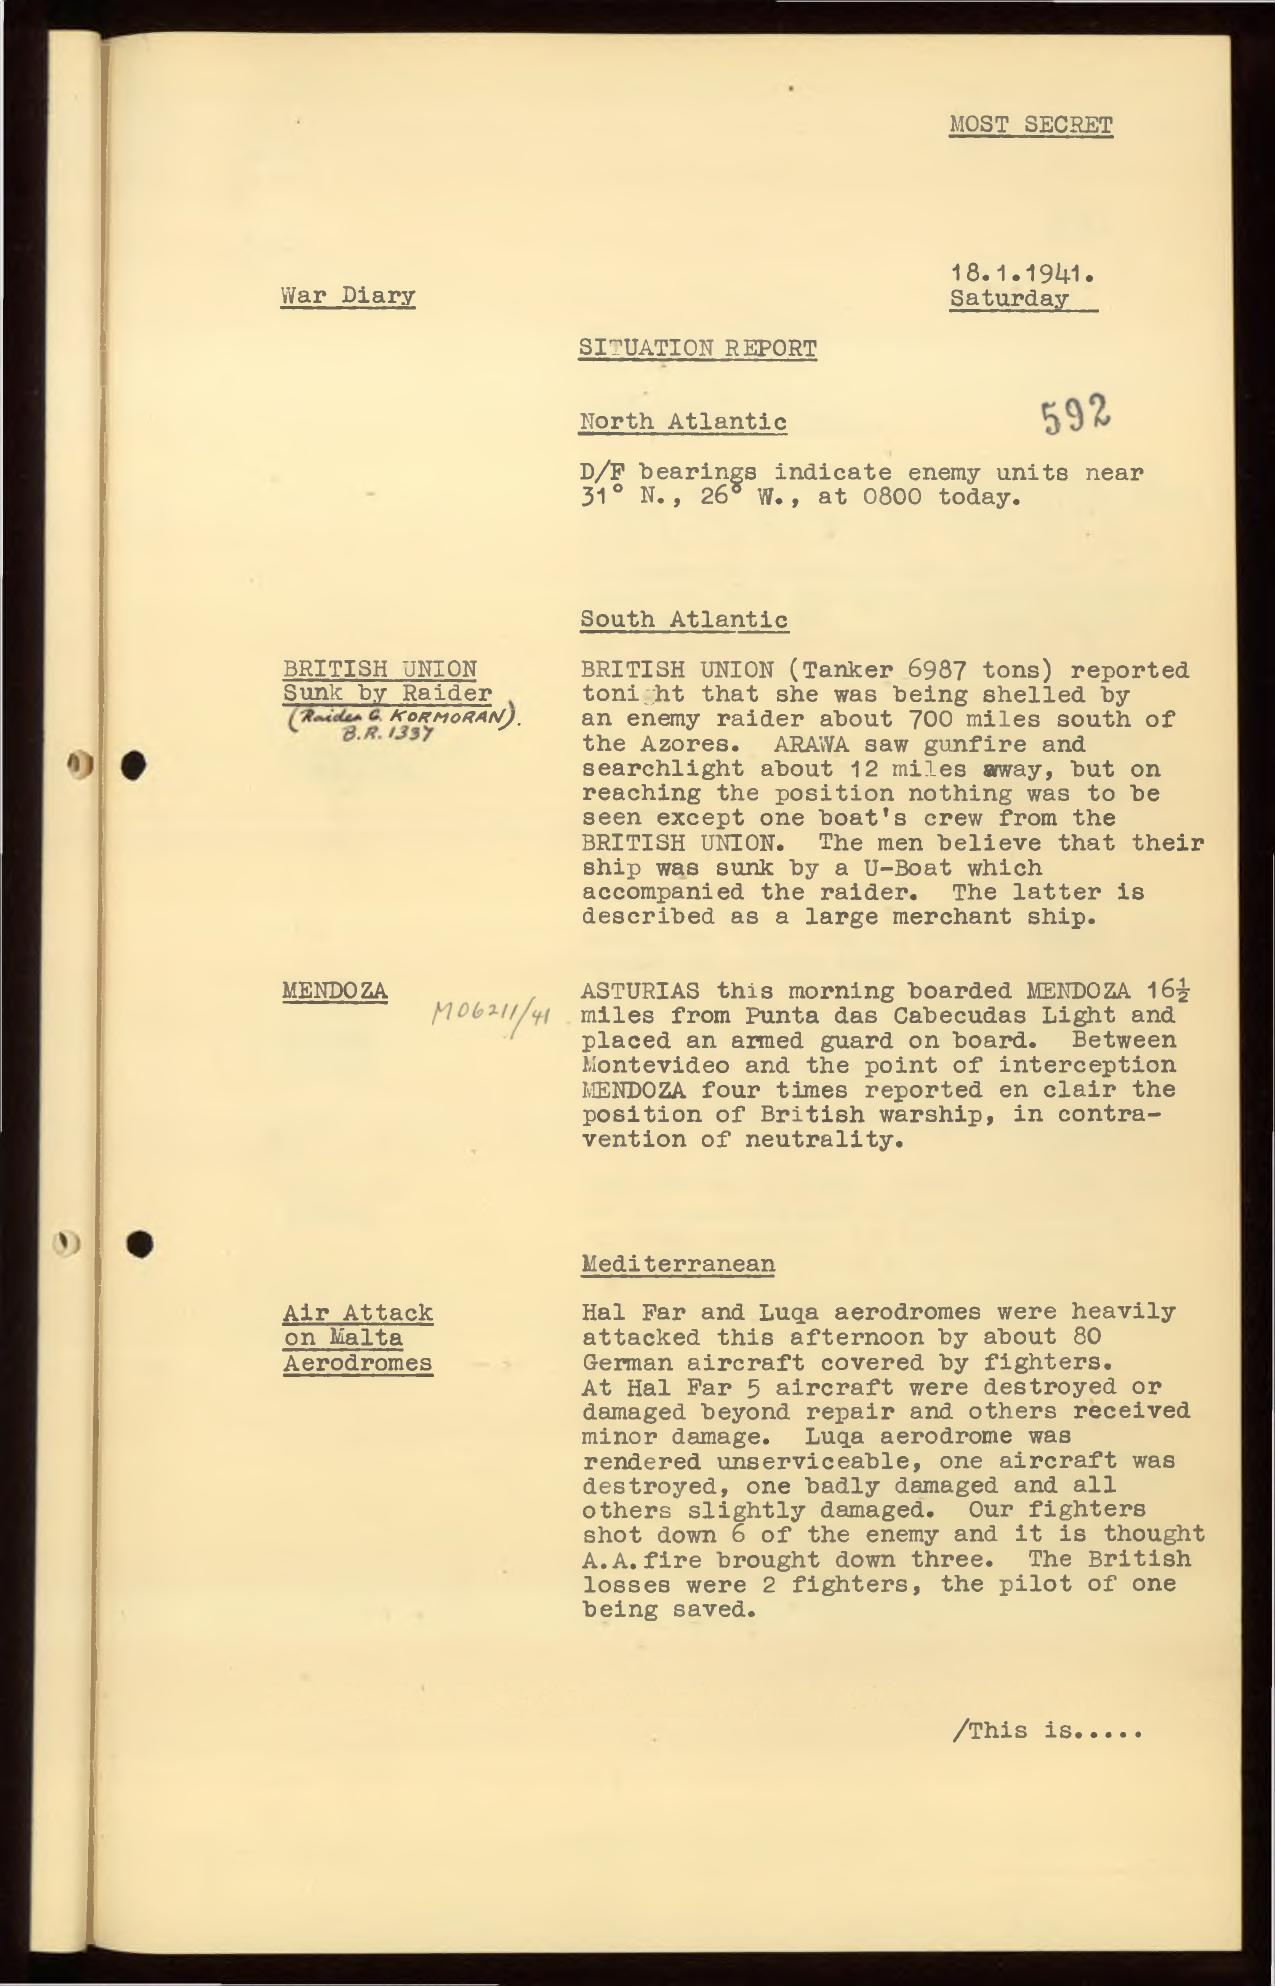 MOST SECRET
18.1.1941.
War Diary
Saturday
SITUATION REPORT
North Atlantic
592
D/F bearings indicate enemy units near
31° N., 26° W., at 0800 today.
South Atlantic
BRITISH UNION
Sunk by Raider
(Raider G. KORMORAN).
B.R. 1337
BRITISH UNION (Tanker 6987 tons) reported
tonight that she was being shelled by
an enemy raider about 700 miles south of
the Azores. ARAWA saw gunfire and
searchlight about 12 miles away, but on
reaching the position nothing was to be
seen except one boat's crew from the
BRITISH UNION. The men believe that their
ship was sunk by a U-Boat which
accompanied the raider. The latter is
described as a large merchant ship.
MENDOZA
M06211/41
ASTURIAS this morning boarded MENDOZA 16½
miles from Punta das Cabecudas Light and
placed an armed guard on board. Between
Montevideo and the point of interception
MENDOZA four times reported en clair the
position of British warship, in contra-
vention of neutrality.
Mediterranean
Air Attack
on Malta
Aerodromes
Hal Far and Luqa aerodromes were heavily
attacked this afternoon by about 80
German aircraft covered by fighters.
At Hal Far 5 aircraft were destroyed or
damaged beyond repair and others received
minor damage. Luqa aerodrome was
rendered unserviceable, one aircraft was
destroyed, one badly damaged and all
others slightly damaged. Our fighters
shot down 6 of the enemy and it is thought
A.A.fire brought down three. The British
losses were 2 fighters, the pilot of one
being saved.
/This is.....